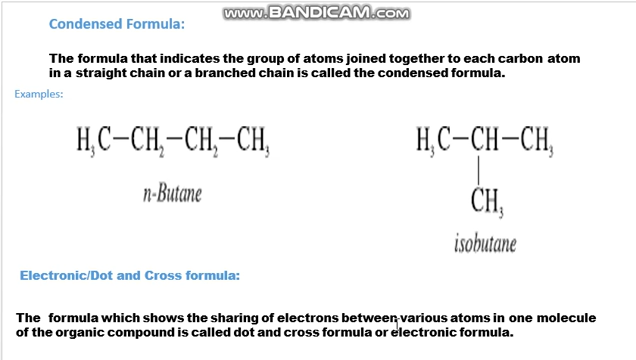 www.BANDICAM.com
Condensed Formula:
The formula that indicates the group of atoms joined together to each carbon atom
in a straight chain or a branched chain is called the condensed formula.
Examples:
H₃C−CH₂−CH₂−CH₃
n-Butane
H₃C−CH−CH₃
CH₃
isobutane
Electronic/Dot and Cross formula:
The formula which shows the sharing of electrons between various atoms in one molecule
of the organic compound is called dot and cross formula or electronic formula.